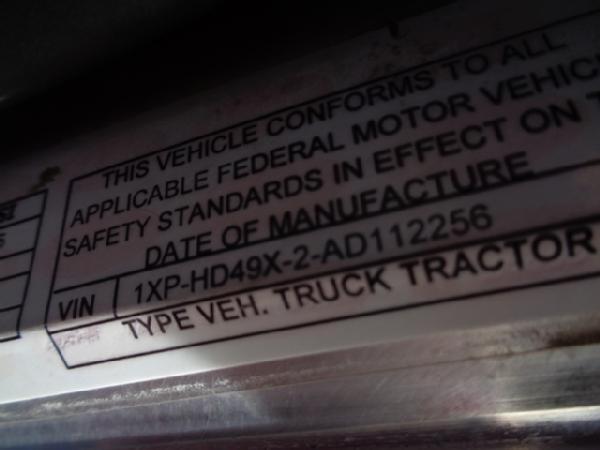 THIS VEHICLE CONFORMS TO ALL
APPLICABLE FEDERAL MOTOR
SAFETY STANDARDS IN EFFECT ON
DATE OF MANUFACTURE
VIN 1XP-HD49X-2-AD112256
TYPE VEH. TRUCK TRACTOR